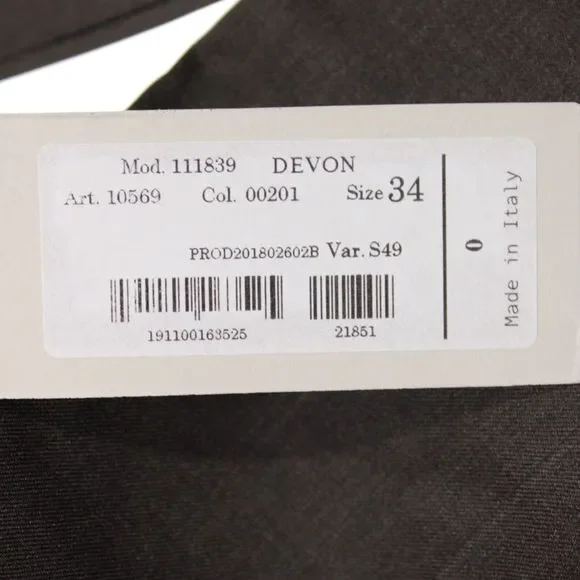 Mod. 111839 DEVON
Art. 10569 Col. 00201 Size 34
PROD201802602B Var. S49
191100163525 21851
0
Made in Italy